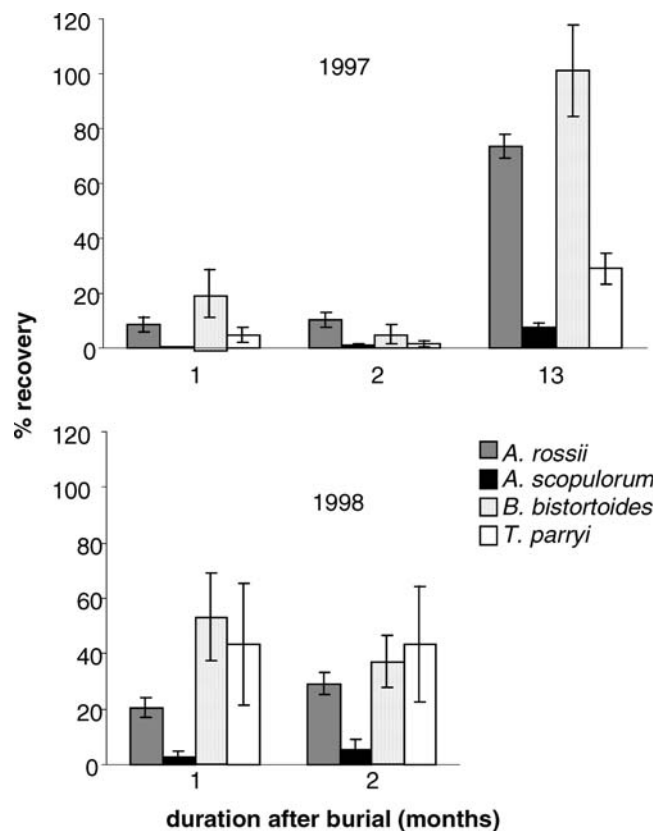 120
100
80
60
40
20
0
1997
1 2 13
% recovery
120
100
80
60
40
20
0
1998
1 2
A. rossii
A. scopulorum
B. bistortoides
T. parryi
duration after burial (months)